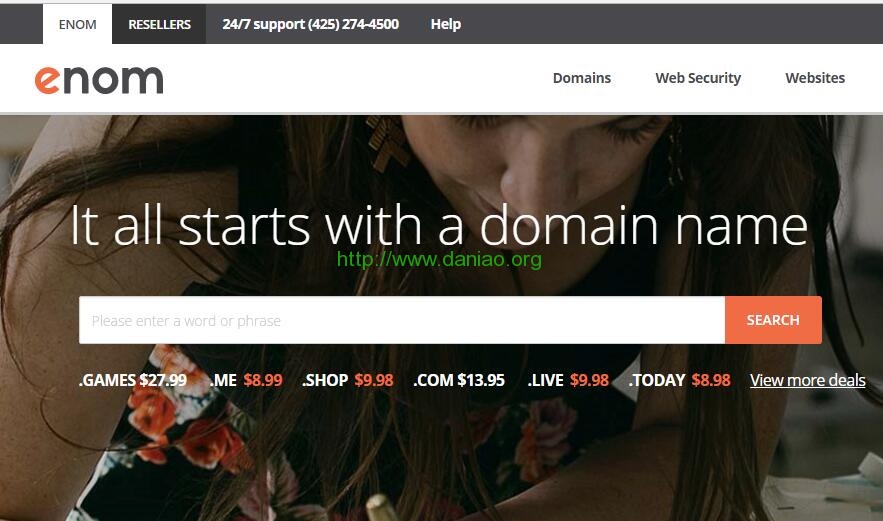 ENOM RESELLERS 24/7 support (425) 274-4500 Help
enom Domains Web Security Websites
It all starts with a domain name
http://www.daniao.org
Please enter a word or phrase SEARCH
.GAMES $27.99 .ME $8.99 .SHOP $9.98 .COM $13.95 .LIVE $9.98 .TODAY $8.98 View more deals